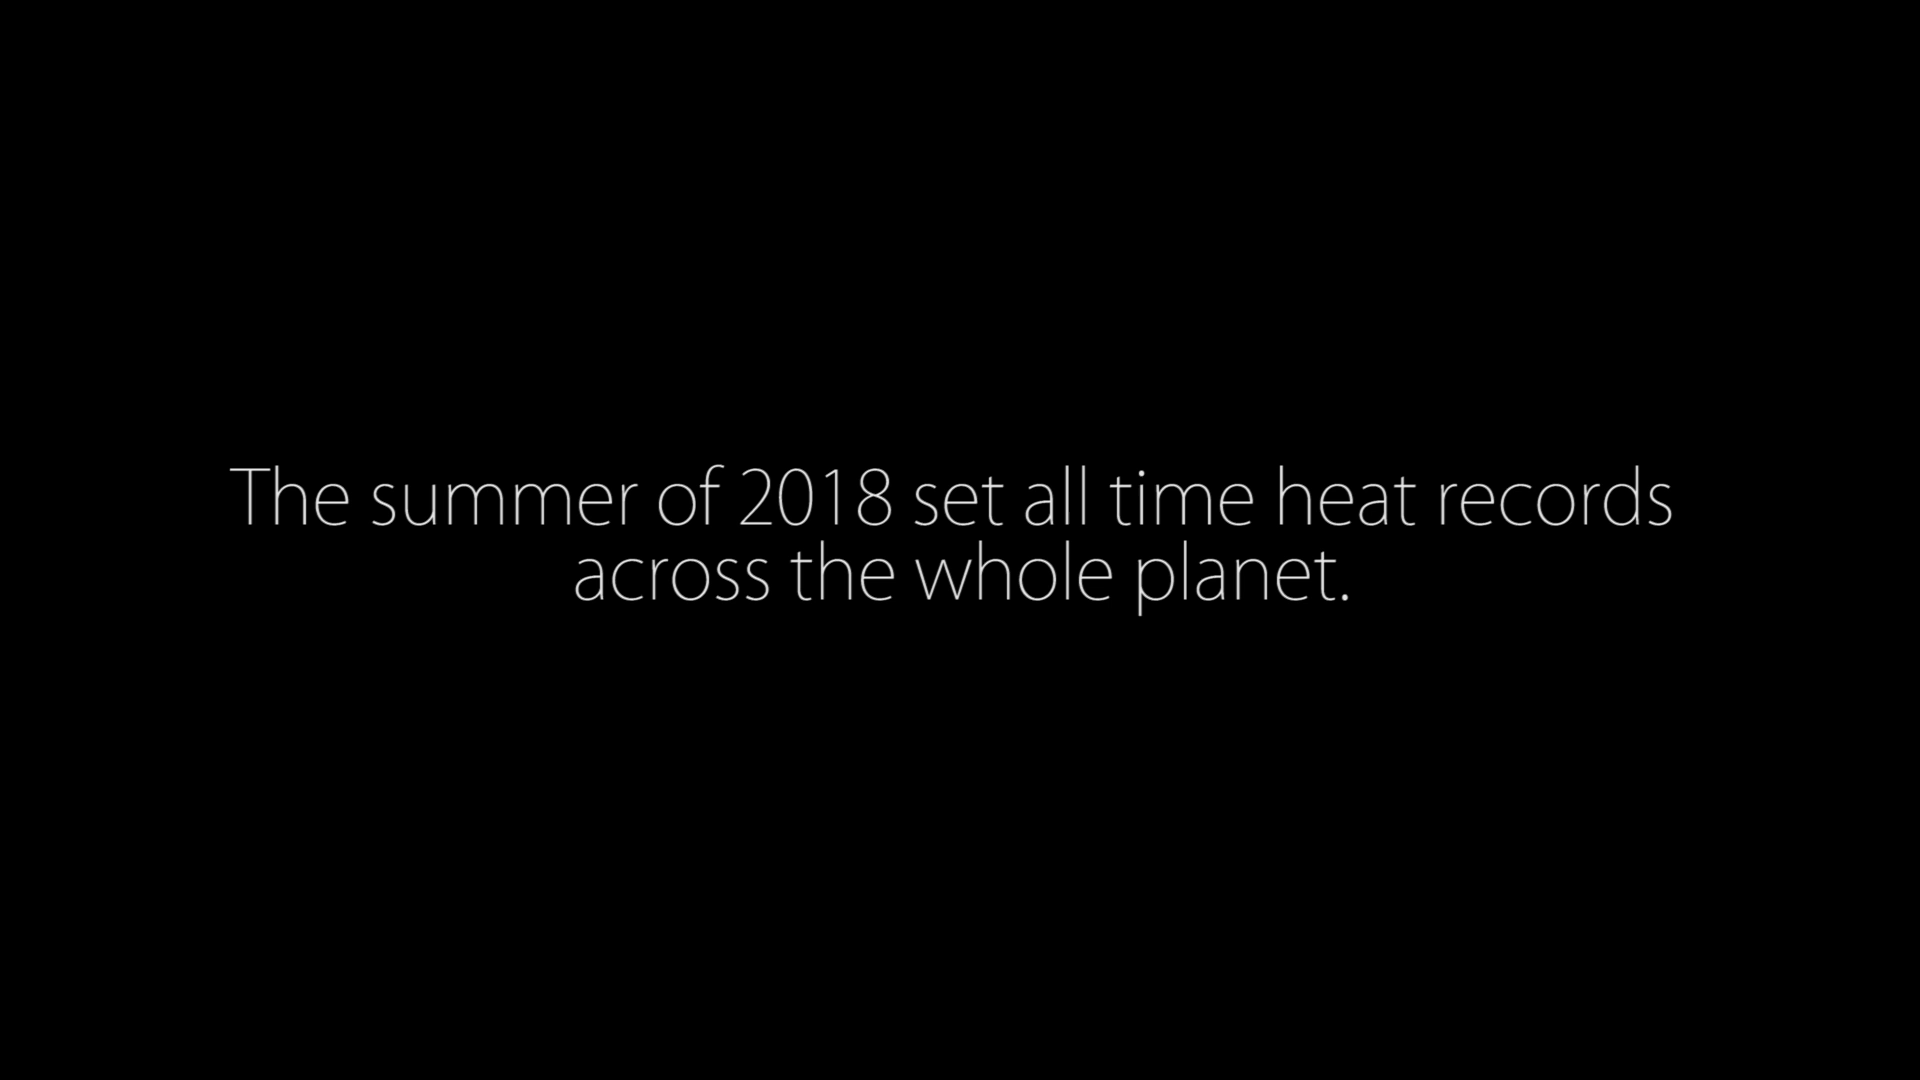 The summer of 2018 set all time heat records
across the whole planet.